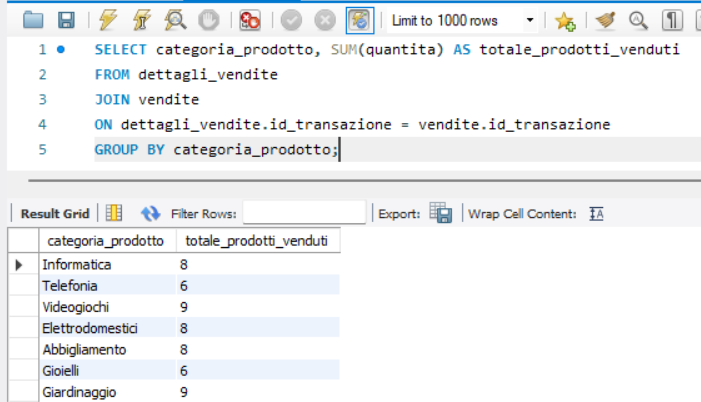 Limit to 1000 rows
1 SELECT categoria_prodotto, SUM(quantita) AS totale_prodotti_venduti
2 FROM dettagli_vendite
3 JOIN vendite
4 ON dettagli_vendite.id_transazione = vendite.id_transazione
5 GROUP BY categoria_prodotto;
Result Grid Filter Rows: Export: Wrap Cell Content: IA
categoria_prodotto totale_prodotti_venduti
Informatica 8
Telefonia 6
Videogiochi 9
Elettrodomestici 8
Abbigliamento 8
Gioielli 6
Giardinaggio 9